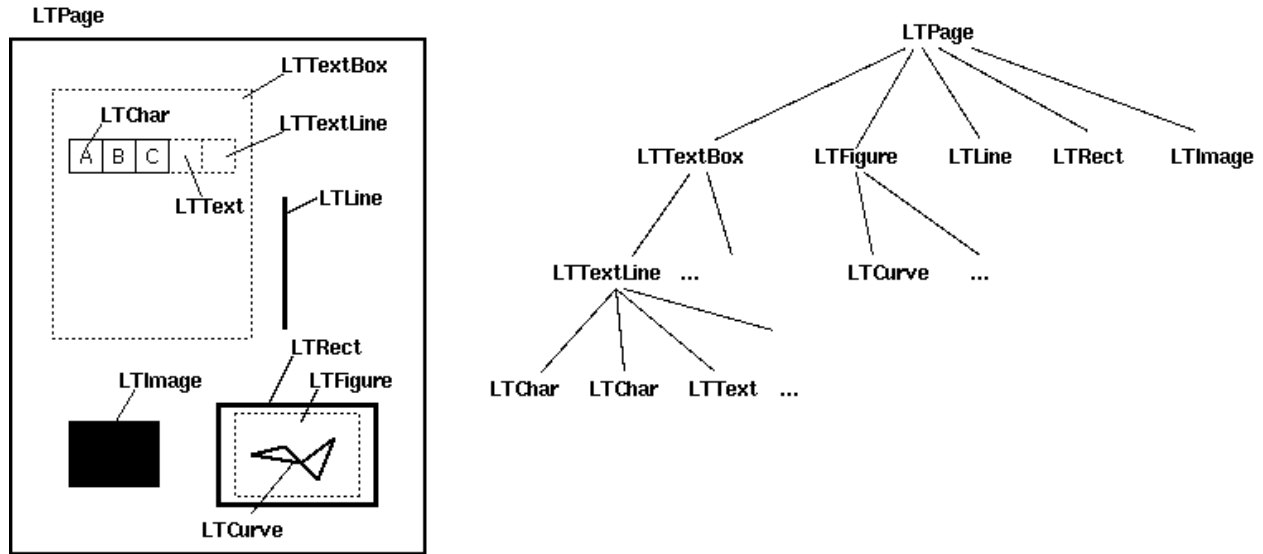 LTPage
LTTextBox
LTChar
LTTextLine
A B C
LTText
LTLine
LTRect
LTImage
LTFigure
LTCurve
LTPage
LTTextBox LTFigure LTLine LTRect LTImage
LTTextLine ... LTCurve ...
LTChar LTChar LTText ...